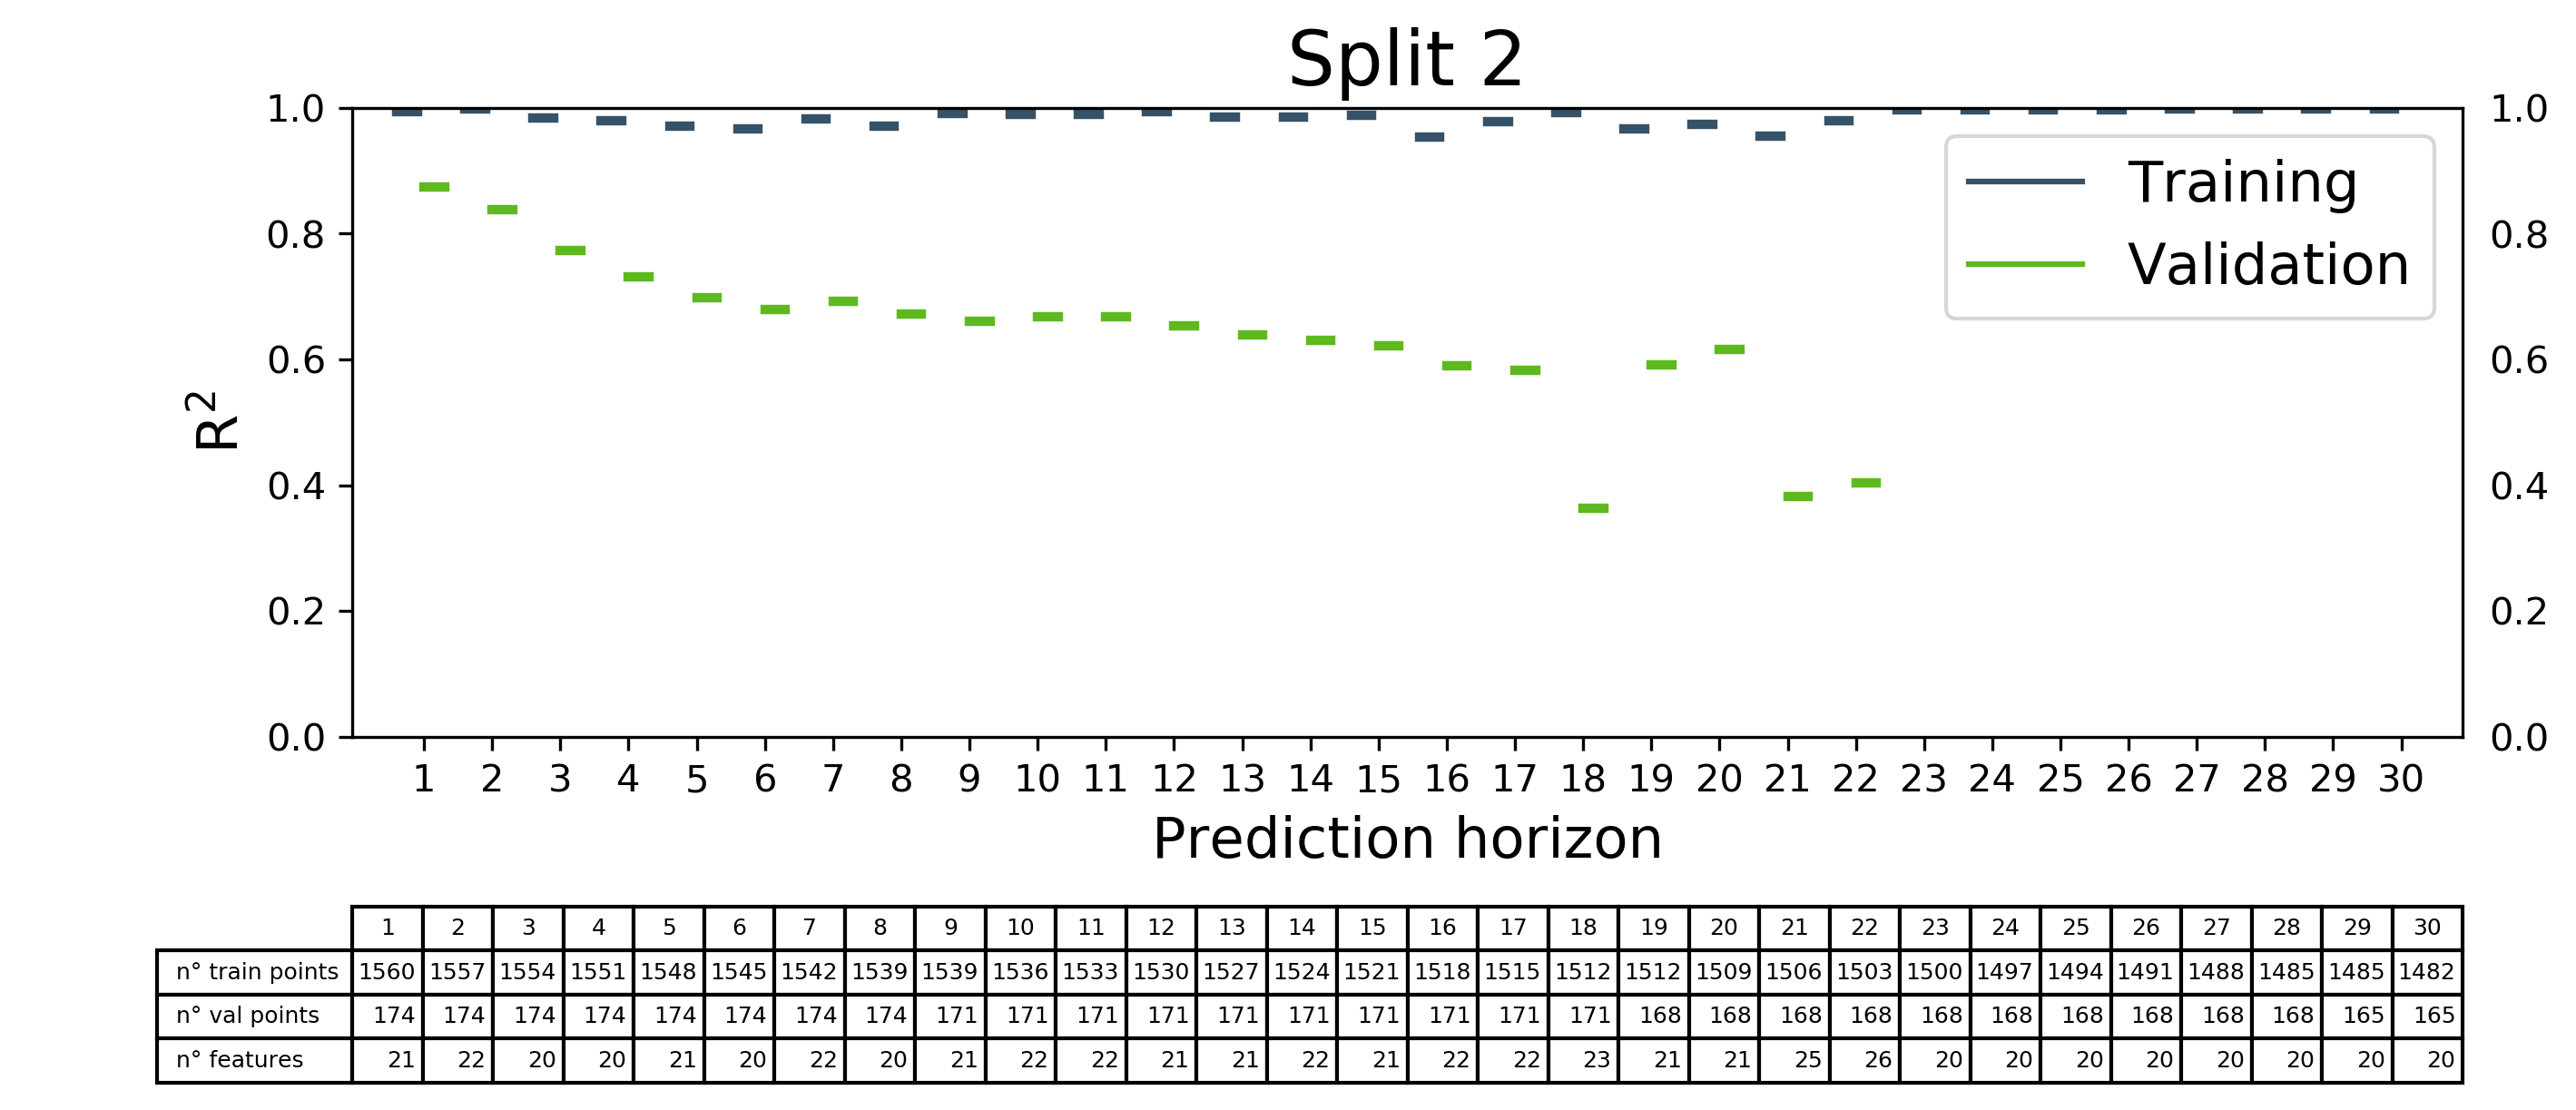 Split 2
1.0 1.0
0.8 0.8
0.6 0.6
0.4 0.4
0.2 0.2
0.0 0.0
R²
Training
Validation
1 2 3 4 5 6 7 8 9 10 11 12 13 14 15 16 17 18 19 20 21 22 23 24 25 26 27 28 29 30
Prediction horizon
1 2 3 4 5 6 7 8 9 10 11 12 13 14 15 16 17 18 19 20 21 22 23 24 25 26 27 28 29 30
n° train points 1560 1557 1554 1551 1548 1545 1542 1539 1539 1536 1533 1530 1527 1524 1521 1518 1515 1512 1512 1509 1506 1503 1500 1497 1494 1491 1488 1485 1485 1482
n° val points 174 174 174 174 174 174 174 174 171 171 171 171 171 171 171 171 171 171 168 168 168 168 168 168 168 168 168 168 165 165
n° features 21 22 20 20 21 20 22 20 21 22 22 21 21 22 21 22 22 23 21 21 25 26 20 20 20 20 20 20 20 20